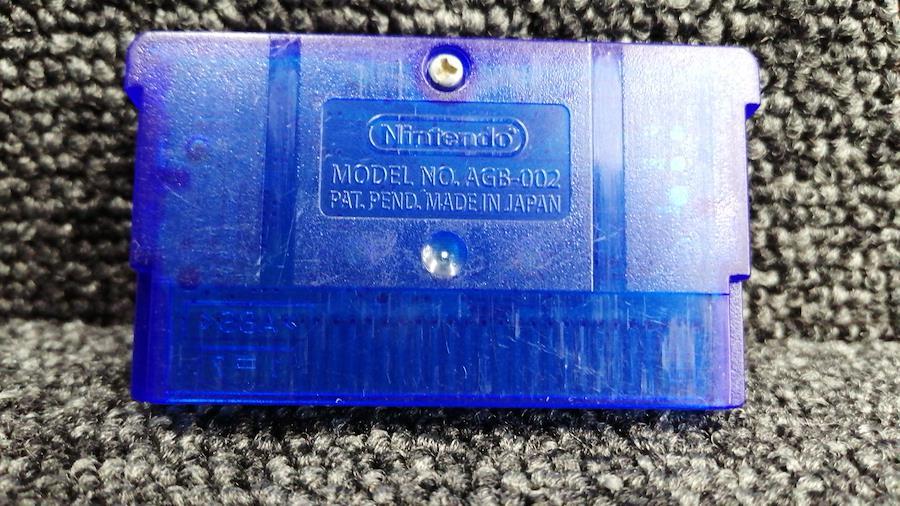 Nintendo
MODEL NO. AGB-002
PAT. PEND. MADE IN JAPAN